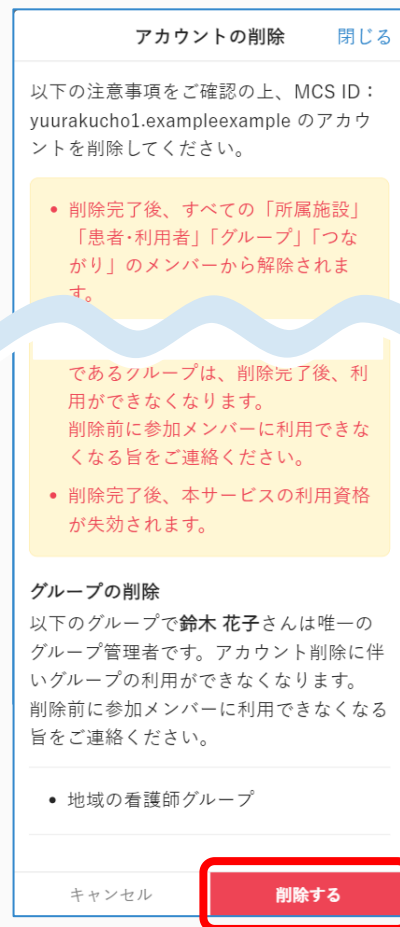 アカウントの削除 閉じる
以下の注意事項をご確認の上、MCS ID：
yuurakucho1.exampleexample のアカウ
ントを削除してください。
• 削除完了後、すべての「所属施設」
「患者･利用者」「グループ」「つな
がり」のメンバーから解除されま
す。
であるグループは、削除完了後、利
用ができなくなります。
削除前に参加メンバーに利用できな
くなる旨をご連絡ください。
• 削除完了後、本サービスの利用資格
が失効されます。
グループの削除
以下のグループで鈴木 花子さんは唯一の
グループ管理者です。アカウント削除に伴
いグループの利用ができなくなります。
削除前に参加メンバーに利用できなくなる
旨をご連絡ください。
• 地域の看護師グループ
キャンセル 削除する